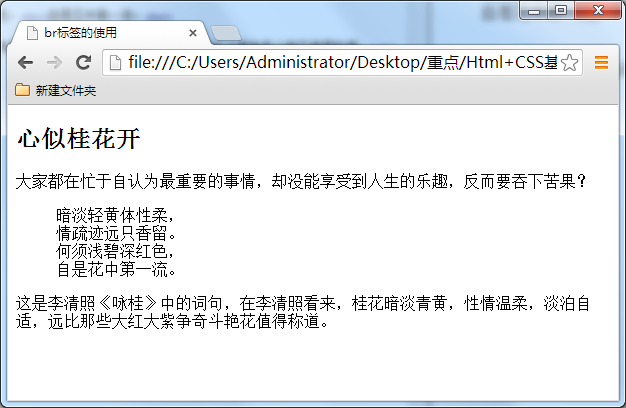 br标签的使用
file:///C:/Users/Administrator/Desktop/重点/Html+CSS基
新建文件夹
心似桂花开
大家都在忙于自认为最重要的事情，却没能享受到人生的乐趣，反而要吞下苦果？
暗淡轻黄体性柔，
情疏迹远只香留。
何须浅碧深红色，
自是花中第一流。
这是李清照《咏桂》中的词句，在李清照看来，桂花暗淡青黄，性情温柔，淡泊自
适，远比那些大红大紫争奇斗艳花值得称道。